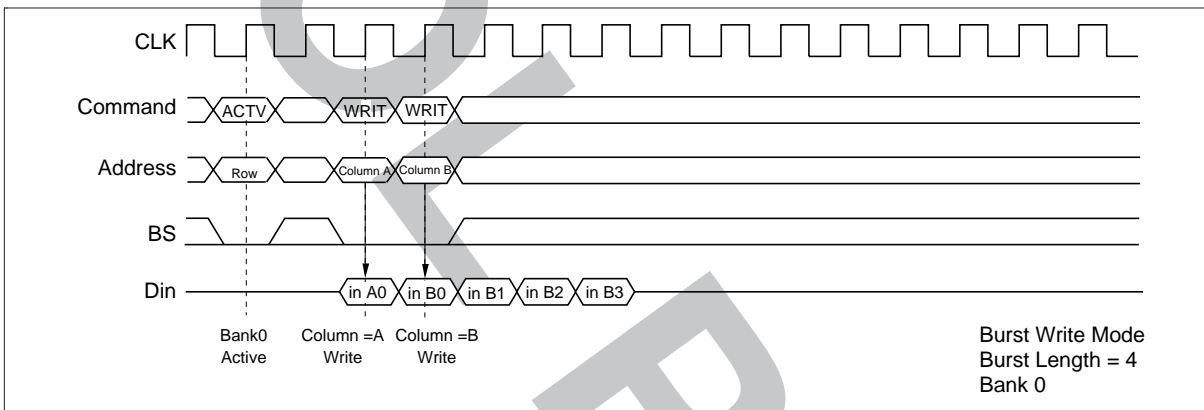 CLK
Command ACTV WRIT WRIT
Address Row Column A Column B
BS
Din in A0 in B0 in B1 in B2 in B3
Bank0 Column =A Column =B
Active Write Write
Burst Write Mode
Burst Length = 4
Bank 0